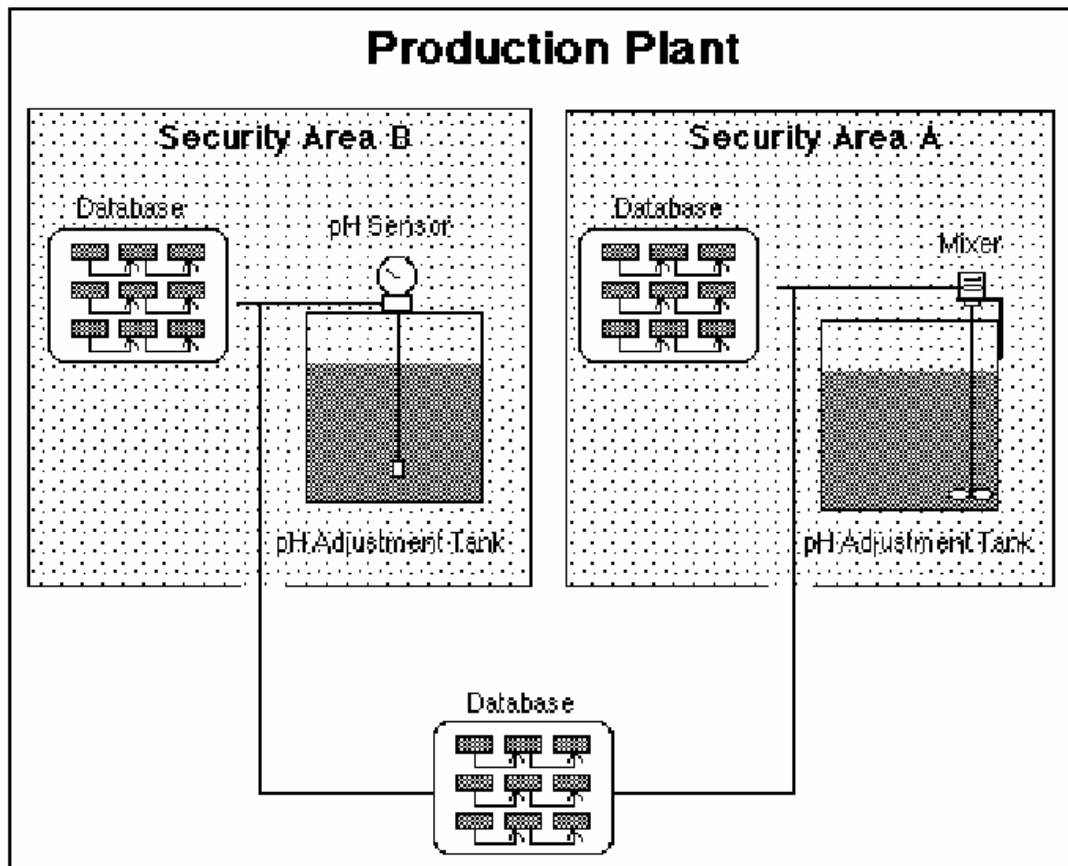 Production Plant
Security Area B
Database
pH Sensor
pH Adjustment Tank
Security Area A
Database
Mixer
pH Adjustment Tank
Database